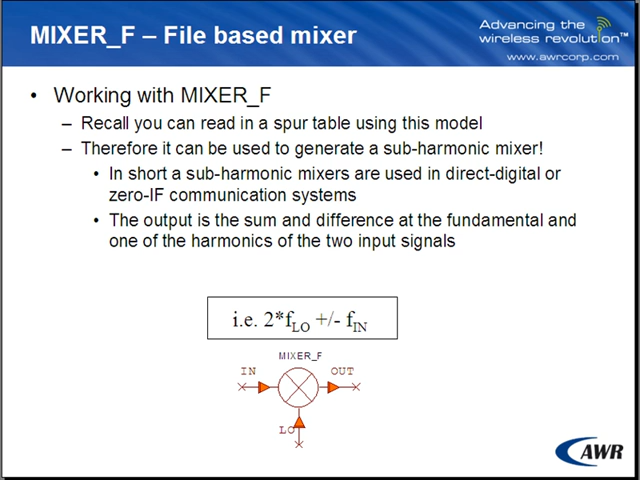 MIXER_F – File based mixer
Advancing the
wireless revolution™
www.awrcorp.com
• Working with MIXER_F
– Recall you can read in a spur table using this model
– Therefore it can be used to generate a sub-harmonic mixer!
• In short a sub-harmonic mixers are used in direct-digital or
zero-IF communication systems
• The output is the sum and difference at the fundamental and
one of the harmonics of the two input signals
i.e. 2*fLO +/- fIN
MIXER_F
IN
OUT
LO
AWR